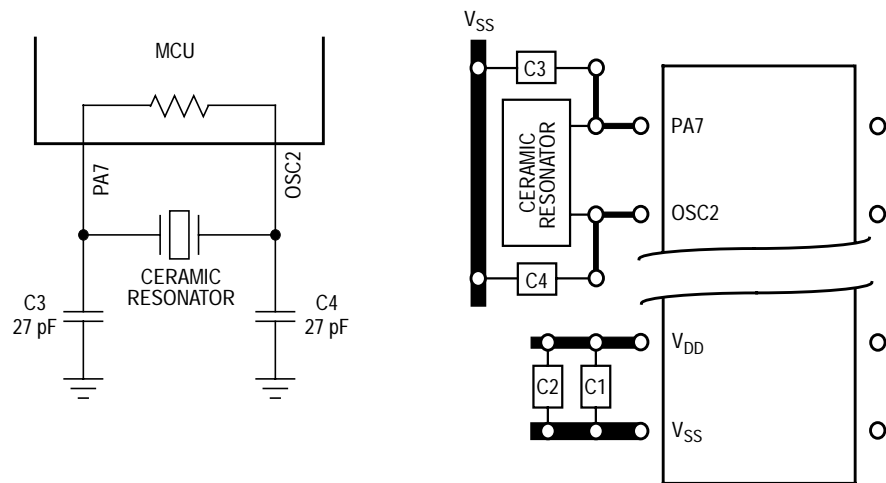 MCU
PA7
OSC2
CERAMIC
RESONATOR
C3
27 pF
C4
27 pF
VSS
C3
PA7
CERAMIC
RESONATOR
OSC2
C4
VDD
C2
C1
VSS